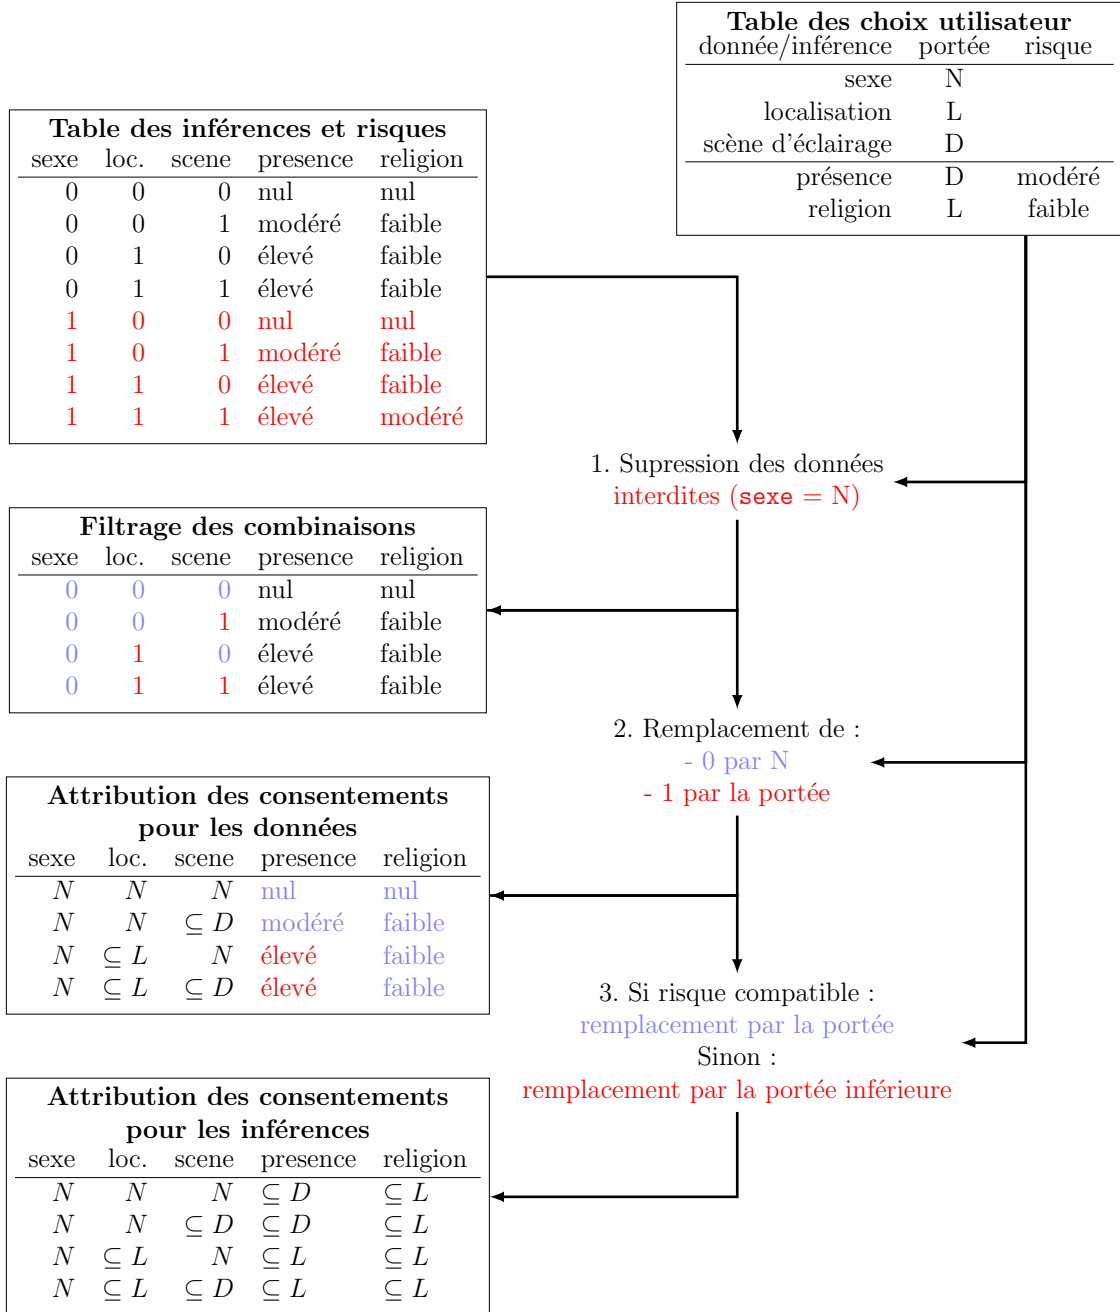 Table des choix utilisateur
donnée/inférence portée risque
sexe N
localisation L
scène d'éclairage D
présence D modéré
religion L faible
Table des inférences et risques
sexe loc. scene presence religion
0 0 0 nul nul
0 0 1 modéré faible
0 1 0 élevé faible
0 1 1 élevé faible
1 0 0 nul nul
1 0 1 modéré faible
1 1 0 élevé faible
1 1 1 élevé modéré
1. Supression des données
interdites (sexe = N)
Filtrage des combinaisons
sexe loc. scene presence religion
0 0 0 nul nul
0 0 1 modéré faible
0 1 0 élevé faible
0 1 1 élevé faible
2. Remplacement de :
- 0 par N
- 1 par la portée
Attribution des consentements
pour les données
sexe loc. scene presence religion
N N N nul nul
N N ⊆ D modéré faible
N ⊆ L N élevé faible
N ⊆ L ⊆ D élevé faible
3. Si risque compatible :
remplacement par la portée
Sinon :
remplacement par la portée inférieure
Attribution des consentements
pour les inférences
sexe loc. scene presence religion
N N N ⊆ D ⊆ L
N N ⊆ D ⊆ D ⊆ L
N ⊆ L N ⊆ L ⊆ L
N ⊆ L ⊆ D ⊆ L ⊆ L